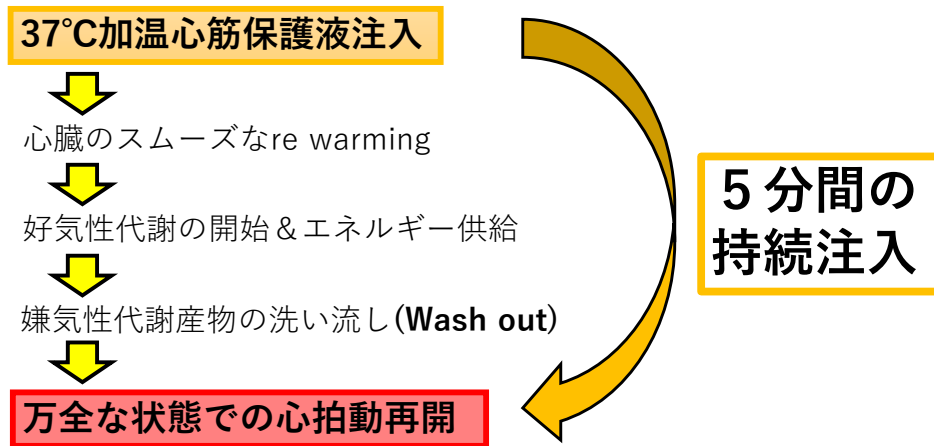 37℃加温心筋保護液注入
心臓のスムーズなre warming
好気性代謝の開始＆エネルギー供給
嫌気性代謝産物の洗い流し(Wash out)
万全な状態での心拍動再開
５分間の
持続注入